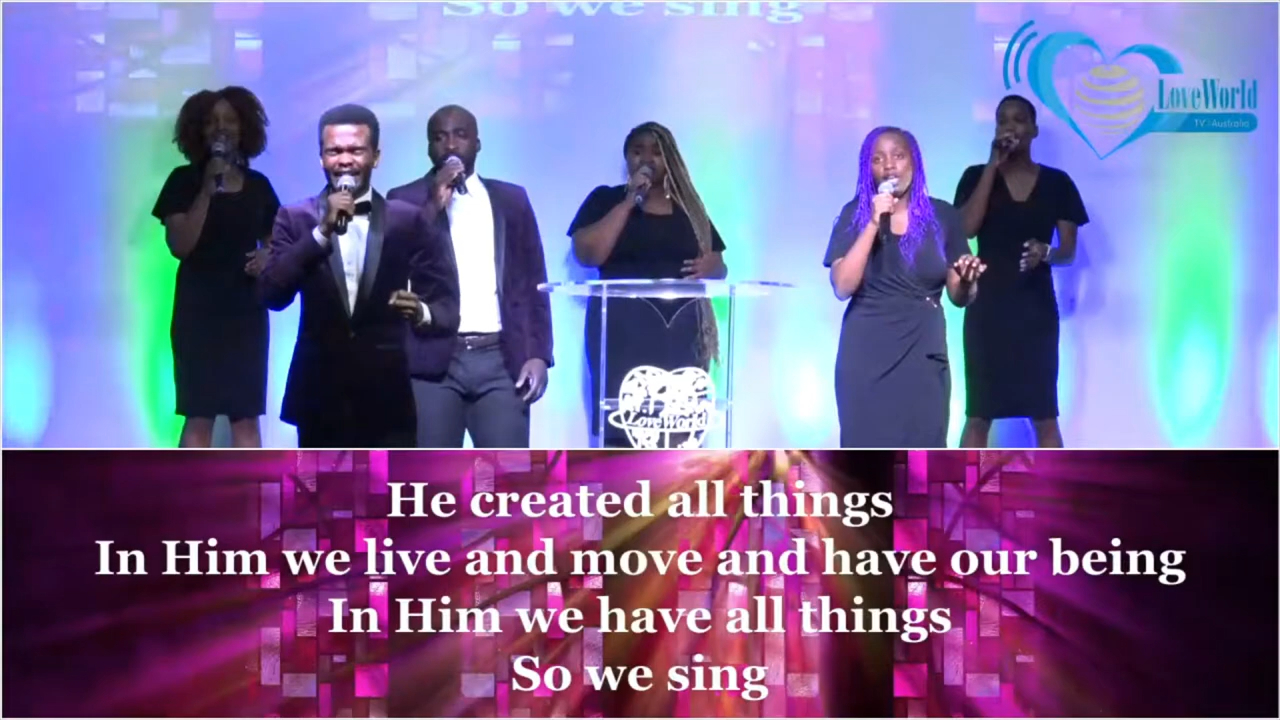 So we sing
LoveWorld
TV Australia
LoveWorld
He created all things
In Him we live and move and have our being
In Him we have all things
So we sing